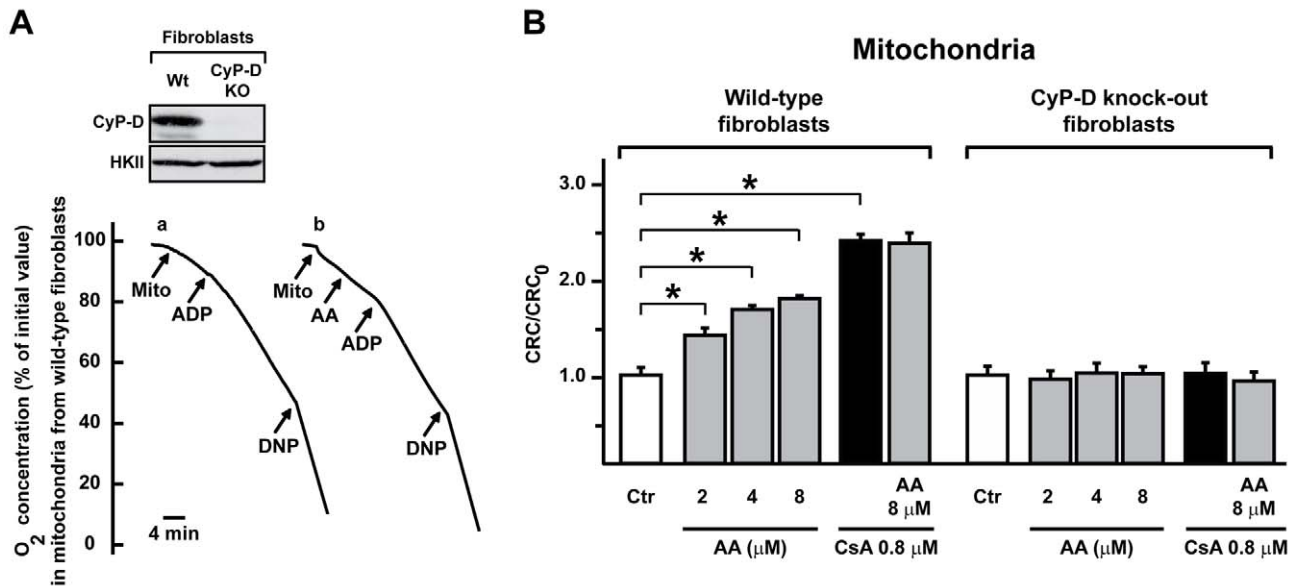 A
Fibroblasts
Wt
CyP-D
KO
CyP-D
HKII
O2 concentration (% of initial value)
in mitochondria from wild-type fibroblasts
100
80
60
40
20
0
a
Mito
ADP
DNP
b
Mito
AA
ADP
DNP
4 min
B
Mitochondria
Wild-type
fibroblasts
CyP-D knock-out
fibroblasts
CRC/CRC0
3.0
2.0
1.0
*
*
*
*
Ctr
2
4
8
AA
8 μM
AA (μM)
CsA 0.8 μM
Ctr
2
4
8
AA
8 μM
AA (μM)
CsA 0.8 μM